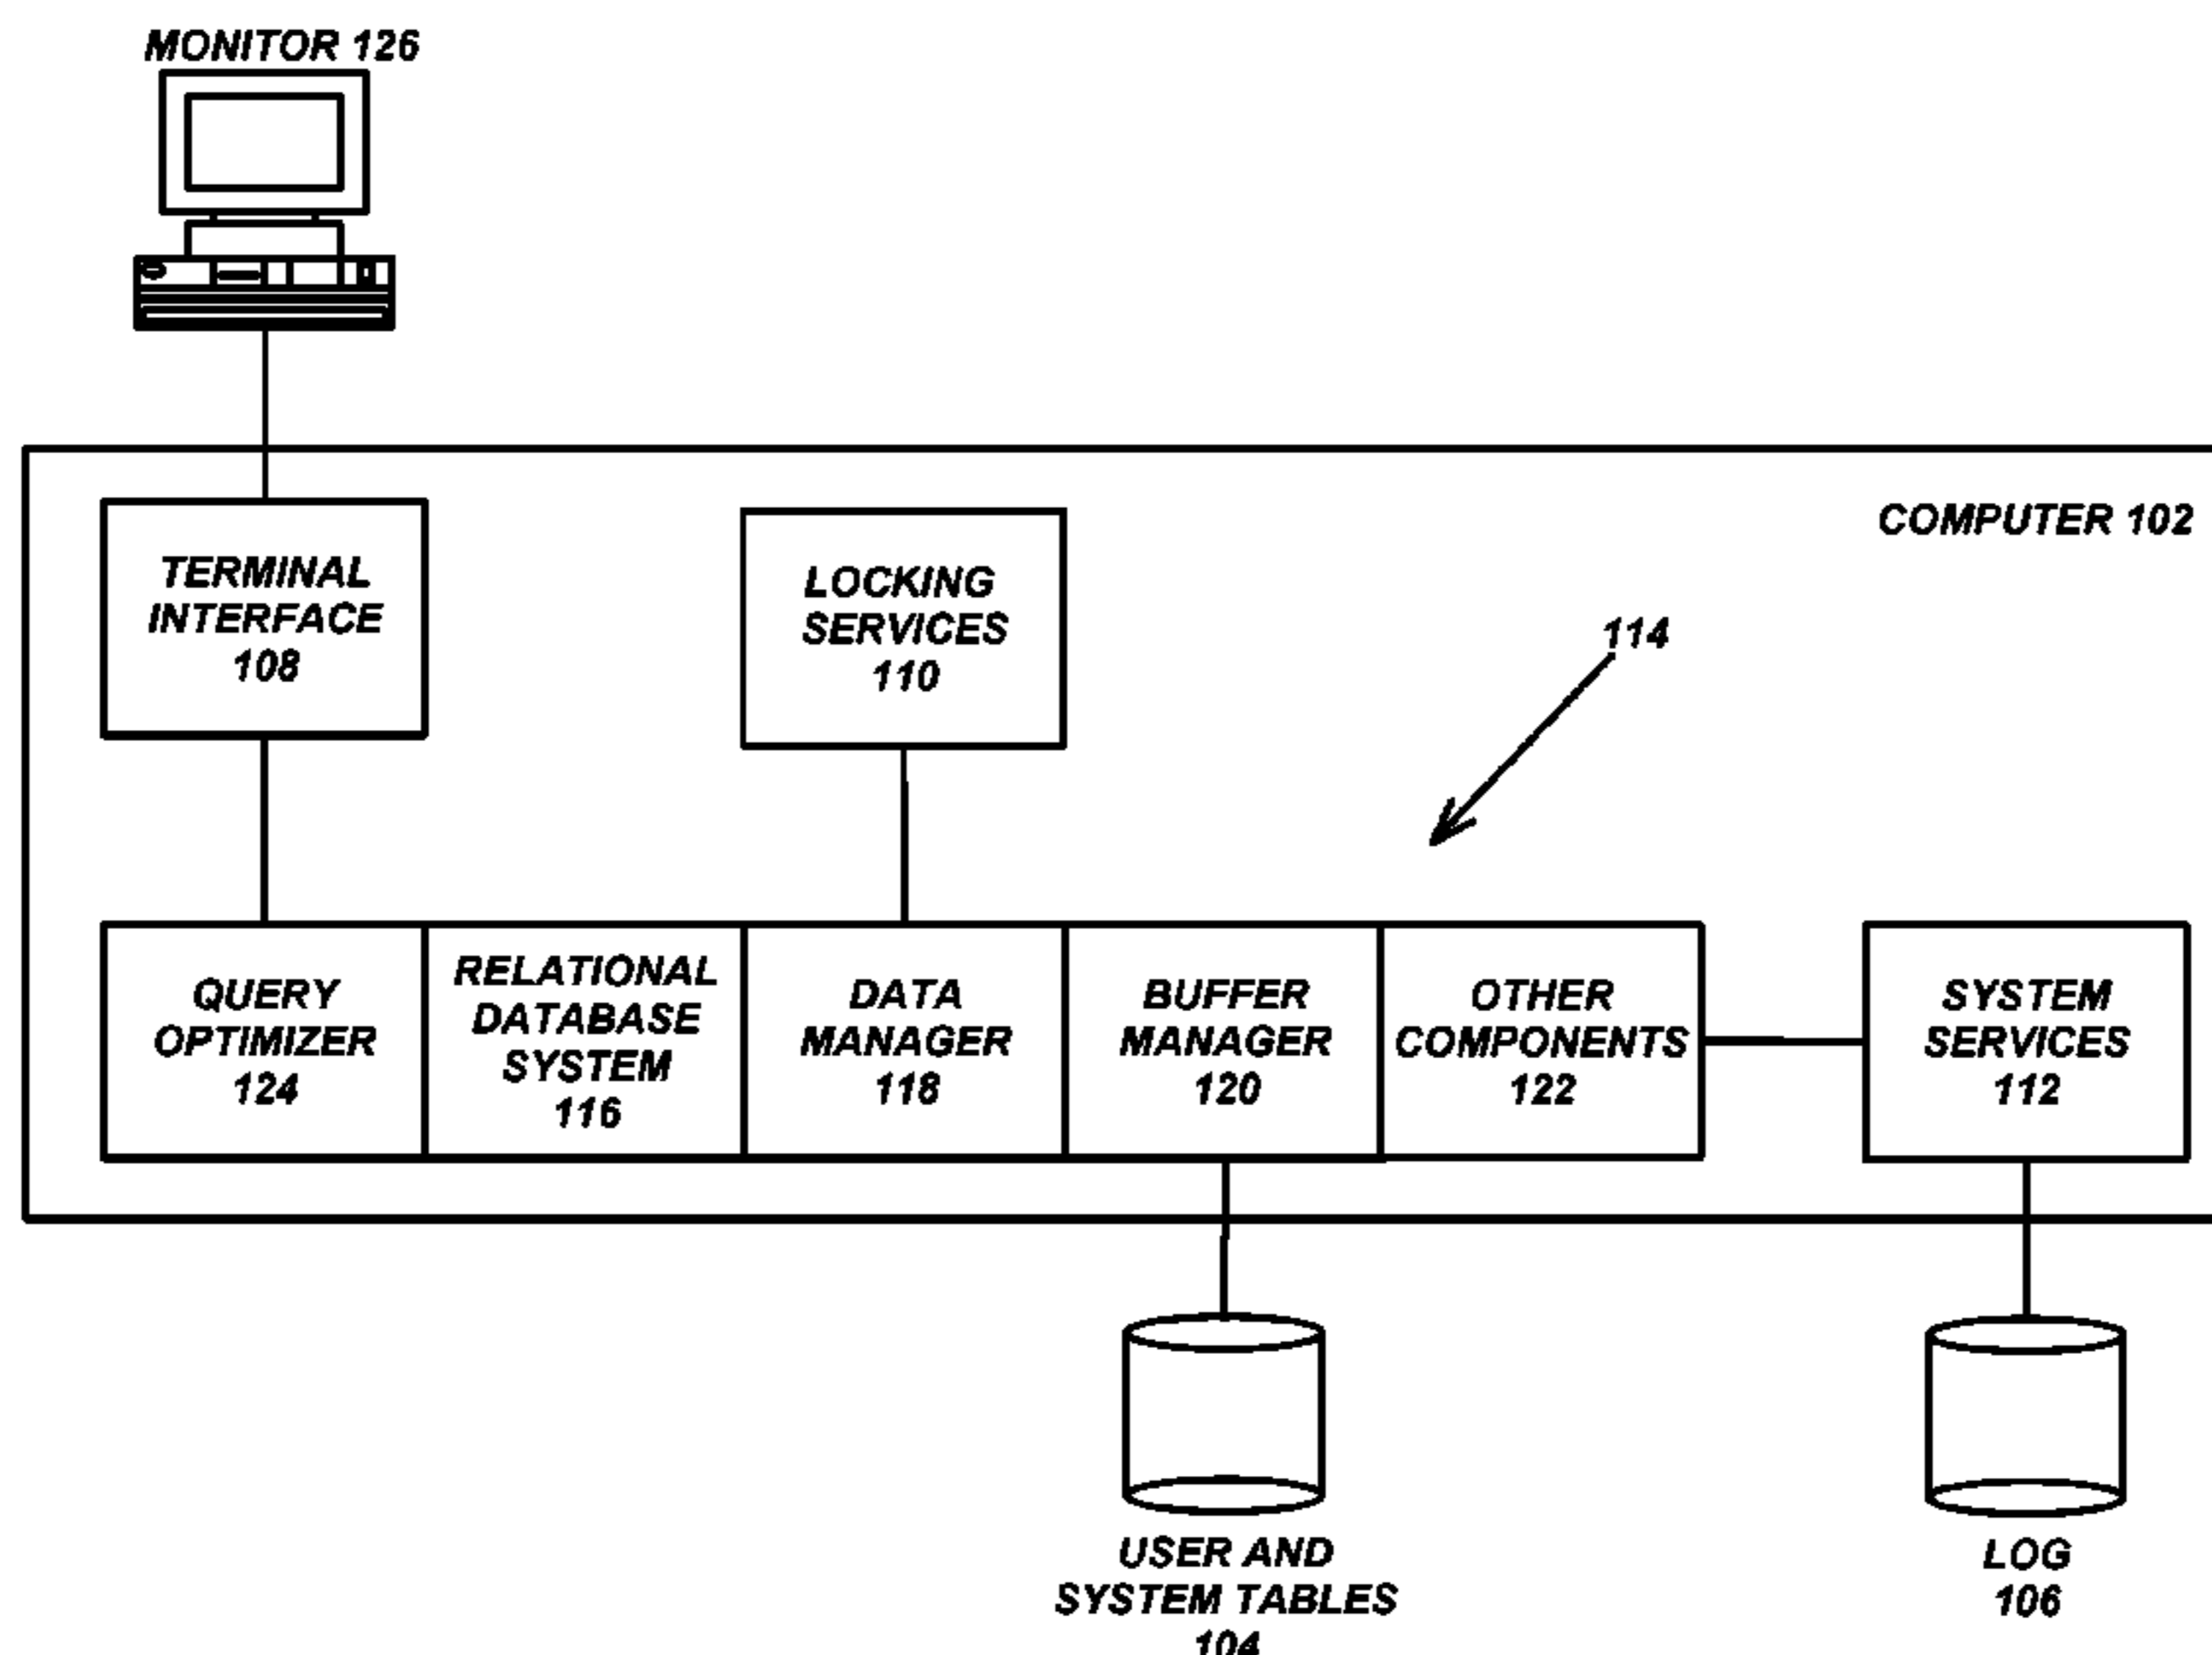 MONITOR 126
COMPUTER 102
TERMINAL
INTERFACE
108
LOCKING
SERVICES
110
114
QUERY
OPTIMIZER
124
RELATIONAL
DATABASE
SYSTEM
116
DATA
MANAGER
118
BUFFER
MANAGER
120
OTHER
COMPONENTS
122
SYSTEM
SERVICES
112
USER AND
SYSTEM TABLES
104
LOG
106